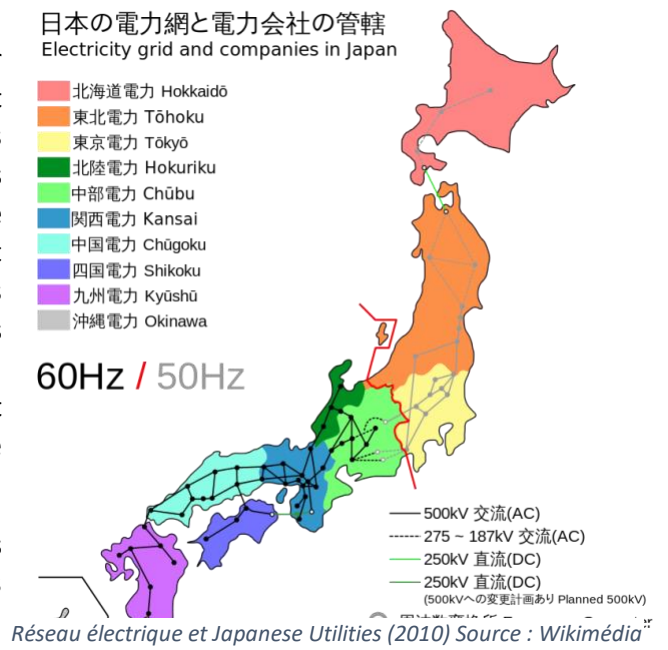 日本の電力網と電力会社の管轄
Electricity grid and companies in Japan
北海道電力 Hokkaidō
東北電力 Tōhoku
東京電力 Tōkyō
北陸電力 Hokuriku
中部電力 Chūbu
関西電力 Kansai
中国電力 Chūgoku
四国電力 Shikoku
九州電力 Kyūshū
沖縄電力 Okinawa
60Hz / 50Hz
500kV 交流(AC)
275 ~ 187kV 交流(AC)
250kV 直流(DC)
250kV 直流(DC)
(500kVへの変更計画あり Planned 500kV)
Réseau électrique et Japanese Utilities (2010) Source : Wikimédia